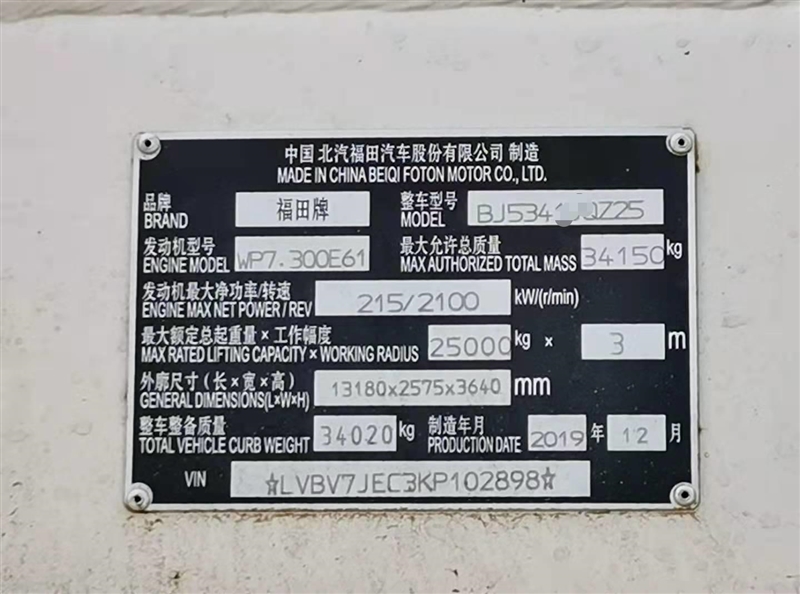 中国 北汽福田汽车股份有限公司 制造
MADE IN CHINA BEIQI FOTON MOTOR CO., LTD.
品牌 福田牌 整车型号
BRAND MODEL
发动机型号 WP7.300E61 最大允许总质量 34150 kg
ENGINE MODEL MAX AUTHORIZED TOTAL MASS
发动机最大净功率/转速 215/2100 kW/(r/min)
ENGINE MAX NET POWER / REV
最大额定总起重量 × 工作幅度 25000 kg × 3 m
MAX RATED LIFTING CAPACITY × WORKING RADIUS
外廓尺寸 (长 × 宽 × 高) 13180x2575x3640 mm
GENERAL DIMENSIONS(L×W×H)
整车整备质量 34020 kg 制造年月 2019 年 12 月
TOTAL VEHICLE CURB WEIGHT PRODUCTION DATE
VIN ☆LVBV7JEC3KP102898☆